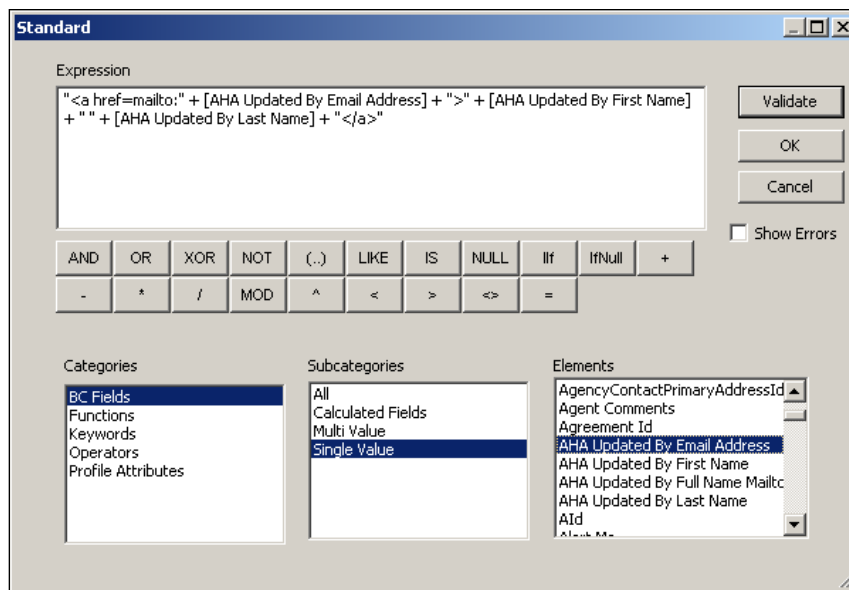 Standard
Expression
"<a href=mailto:" + [AHA Updated By Email Address] + ">" + [AHA Updated By First Name]
+ " " + [AHA Updated By Last Name] + "</a>"
Validate
OK
Cancel
Show Errors
AND OR XOR NOT (..) LIKE IS NULL IIf IfNull +
- * / MOD ^ < > <> =
Categories
BC Fields
Functions
Keywords
Operators
Profile Attributes
Subcategories
All
Calculated Fields
Multi Value
Single Value
Elements
AgencyContactPrimaryAddressId
Agent Comments
Agreement Id
AHA Updated By Email Address
AHA Updated By First Name
AHA Updated By Full Name Mailto
AHA Updated By Last Name
AId
Alert Me